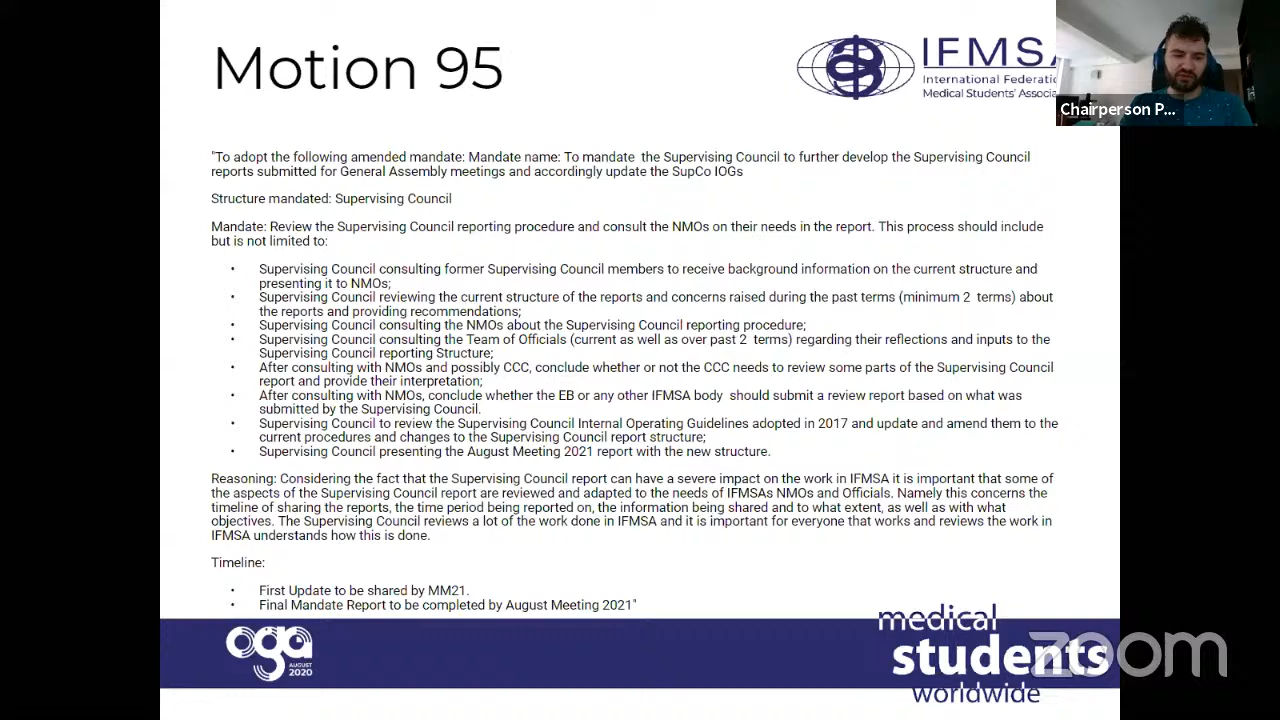 Motion 95
IFMSA
International Federatio
Medical Students' Associa
Chairperson P...
"To adopt the following amended mandate: Mandate name: To mandate the Supervising Council to further develop the Supervising Council
reports submitted for General Assembly meetings and accordingly update the SupCo IOGs
Structure mandated: Supervising Council
Mandate: Review the Supervising Council reporting procedure and consult the NMOs on their needs in the report. This process should include
but is not limited to:
• Supervising Council consulting former Supervising Council members to receive background information on the current structure and
presenting it to NMOs;
• Supervising Council reviewing the current structure of the reports and concerns raised during the past terms (minimum 2 terms) about
the reports and providing recommendations;
• Supervising Council consulting the NMOs about the Supervising Council reporting procedure;
• Supervising Council consulting the Team of Officials (current as well as over past 2 terms) regarding their reflections and inputs to the
Supervising Council reporting Structure;
• After consulting with NMOs and possibly CCC, conclude whether or not the CCC needs to review some parts of the Supervising Council
report and provide their interpretation;
• After consulting with NMOs, conclude whether the EB or any other IFMSA body should submit a review report based on what was
submitted by the Supervising Council.
• Supervising Council to review the Supervising Council Internal Operating Guidelines adopted in 2017 and update and amend them to the
current procedures and changes to the Supervising Council report structure;
• Supervising Council presenting the August Meeting 2021 report with the new structure.
Reasoning: Considering the fact that the Supervising Council report can have a severe impact on the work in IFMSA it is important that some of
the aspects of the Supervising Council report are reviewed and adapted to the needs of IFMSAs NMOs and Officials. Namely this concerns the
timeline of sharing the reports, the time period being reported on, the information being shared and to what extent, as well as with what
objectives. The Supervising Council reviews a lot of the work done in IFMSA and it is important for everyone that works and reviews the work in
IFMSA understands how this is done.
Timeline:
• First Update to be shared by MM21.
• Final Mandate Report to be completed by August Meeting 2021"
oga
AUGUST
2020
medical
students
worldwide
zoom